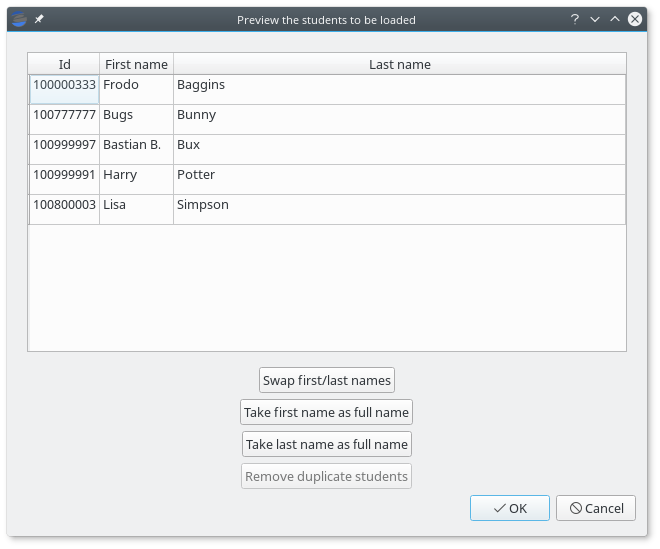 Preview the students to be loaded
Id First name Last name
100000333 Frodo Baggins
100777777 Bugs Bunny
100999997 Bastian B. Bux
100999991 Harry Potter
100800003 Lisa Simpson
Swap first/last names
Take first name as full name
Take last name as full name
Remove duplicate students
OK Cancel